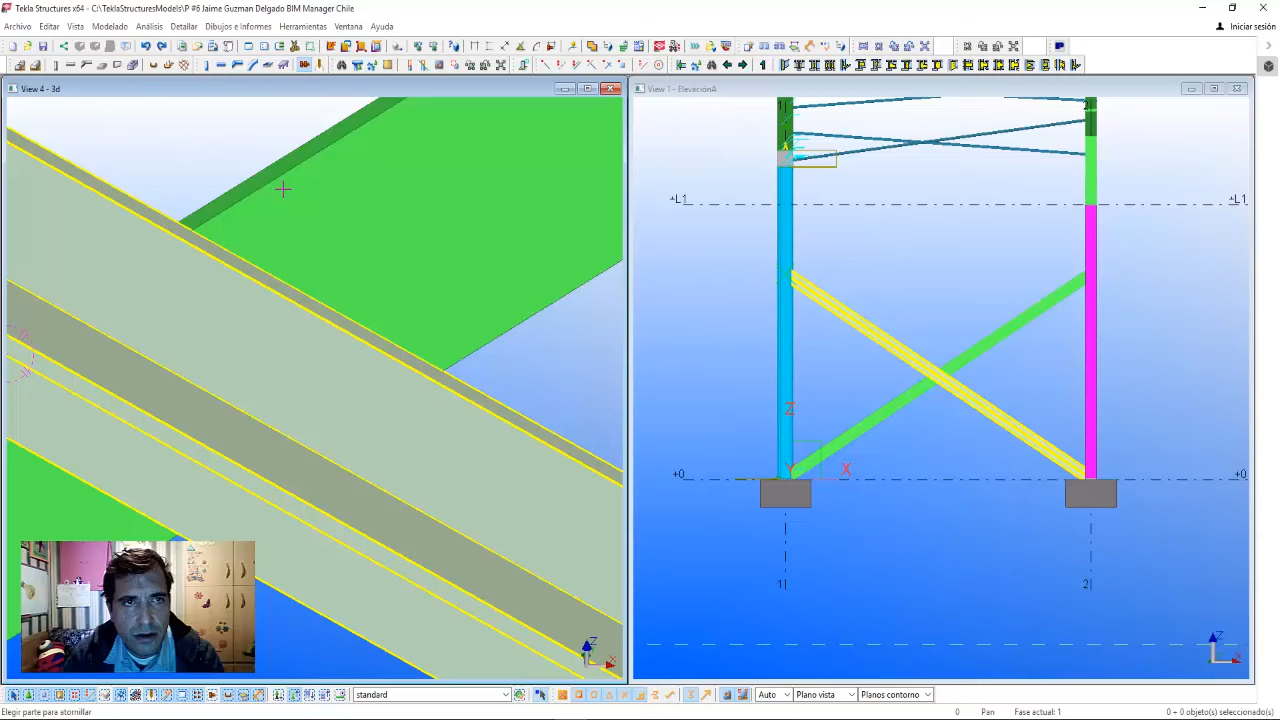 Tekla Structures x64 - C:\TeklaStructuresModels\P #6 Jaime Guzman Delgado BIM Manager Chile
Archivo Editar Vista Modelado Análisis Detallar Dibujos e Informes Herramientas Ventana Ayuda
Iniciar sesión
View 4 - 3d
View 1 - ElevaciónA
1 2
+L1 +L1
Z
Y X
+0 +0
1 2
Z
X
Z
X
standard
Auto
Plano vista
Planos contorno
Elegir parte para atornillar
0
Pan
Fase actual: 1
0 + 0 objeto(s) seleccionado(s)